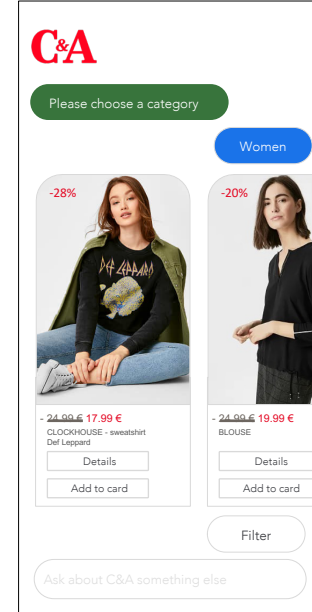 C&A
Please choose a category
Women
-28%
-20%
DEF LEPPARD
- 24.99 € 17.99 €
- 24.99 € 19.99 €
CLOCKHOUSE - sweatshirt
Def Leppard
BLOUSE
Details
Details
Add to card
Add to card
Filter
Ask about C&A something else